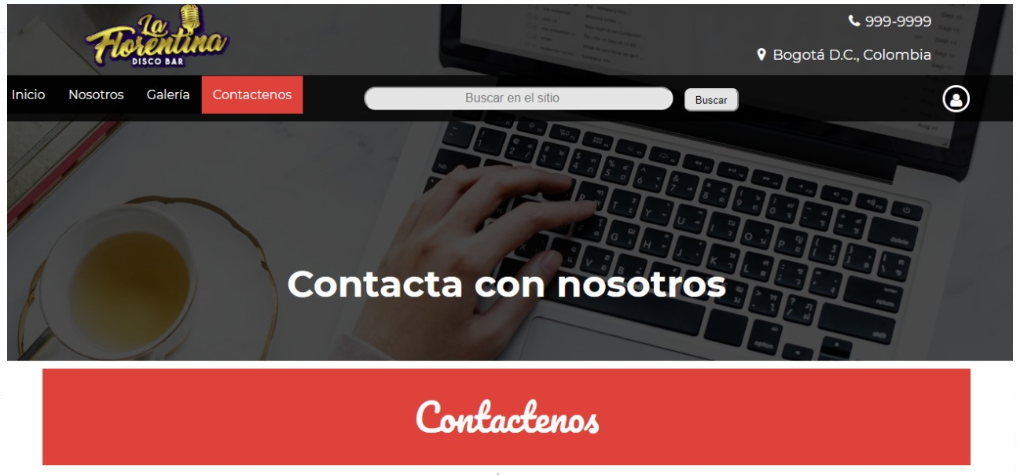 La
Florentina
DISCO BAR
999-9999
Bogotá D.C., Colombia
Inicio Nosotros Galería Contactenos Buscar en el sitio Buscar
Contacta con nosotros
Contactenos